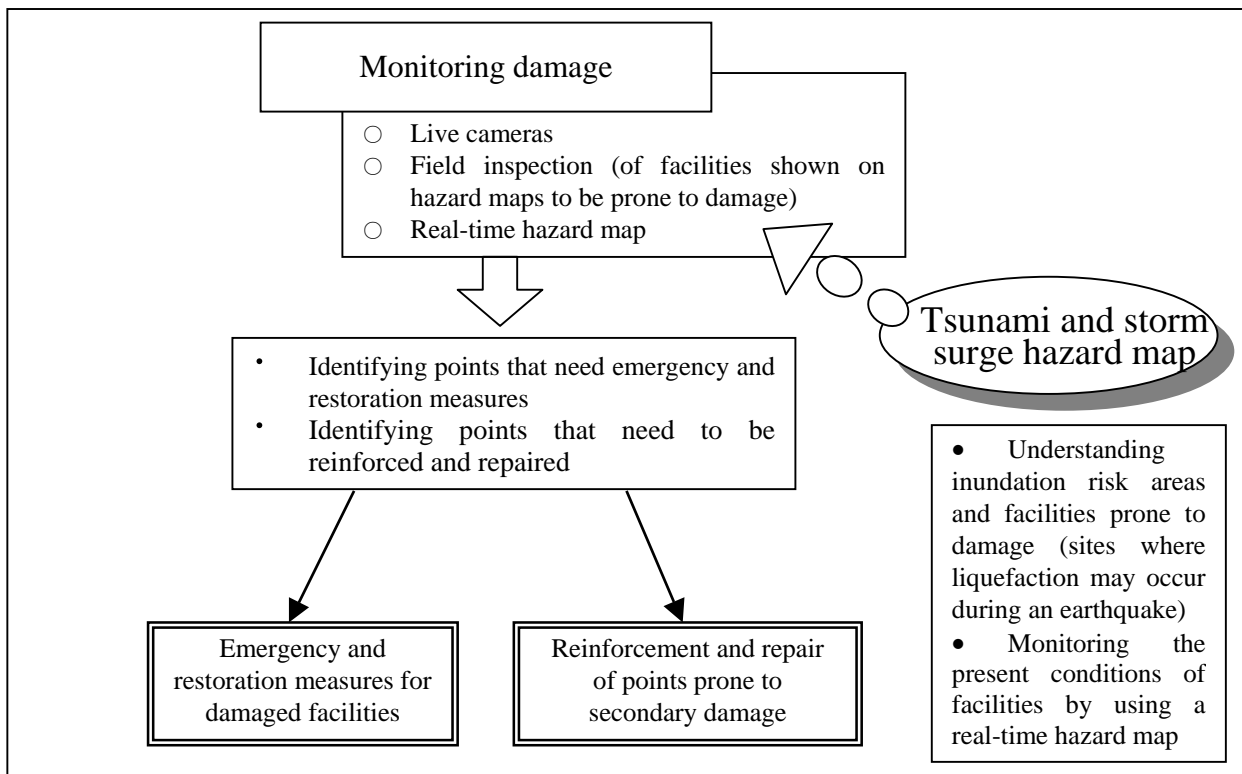 Monitoring damage
○ Live cameras
○ Field inspection (of facilities shown on
hazard maps to be prone to damage)
○ Real-time hazard map
Tsunami and storm
surge hazard map
• Identifying points that need emergency and
restoration measures
• Identifying points that need to be
reinforced and repaired
● Understanding
inundation risk areas
and facilities prone to
damage (sites where
liquefaction may occur
during an earthquake)
● Monitoring the
present conditions of
facilities by using a
real-time hazard map
Emergency and
restoration measures for
damaged facilities
Reinforcement and repair
of points prone to
secondary damage